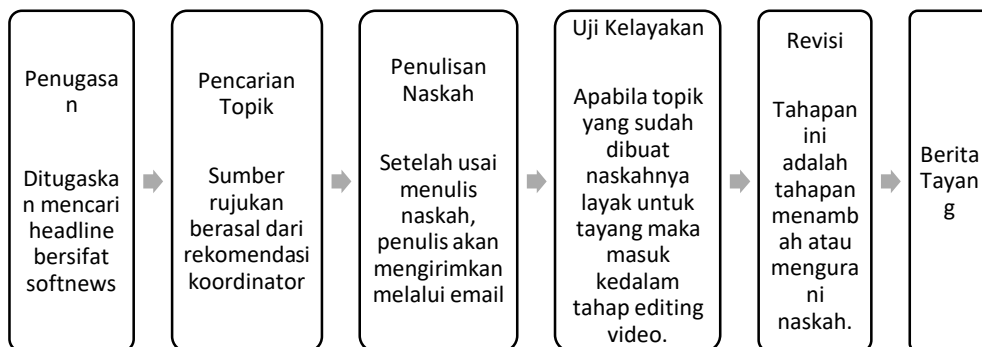 Penugasa
n
Ditugaska
n mencari
headline
bersifat
softnews
Pencarian
Topik
Sumber
rujukan
berasal dari
rekomendasi
koordinator
Penulisan
Naskah
Setelah usai
menulis
naskah,
penulis akan
mengirimkan
melalui email
Uji Kelayakan
Apabila topik
yang sudah
dibuat
naskahnya
layak untuk
tayang maka
masuk
kedalam
tahap editing
video.
Revisi
Tahapan
ini
adalah
tahapan
menamb
ah atau
mengura
ni
naskah.
Berita
Tayan
g